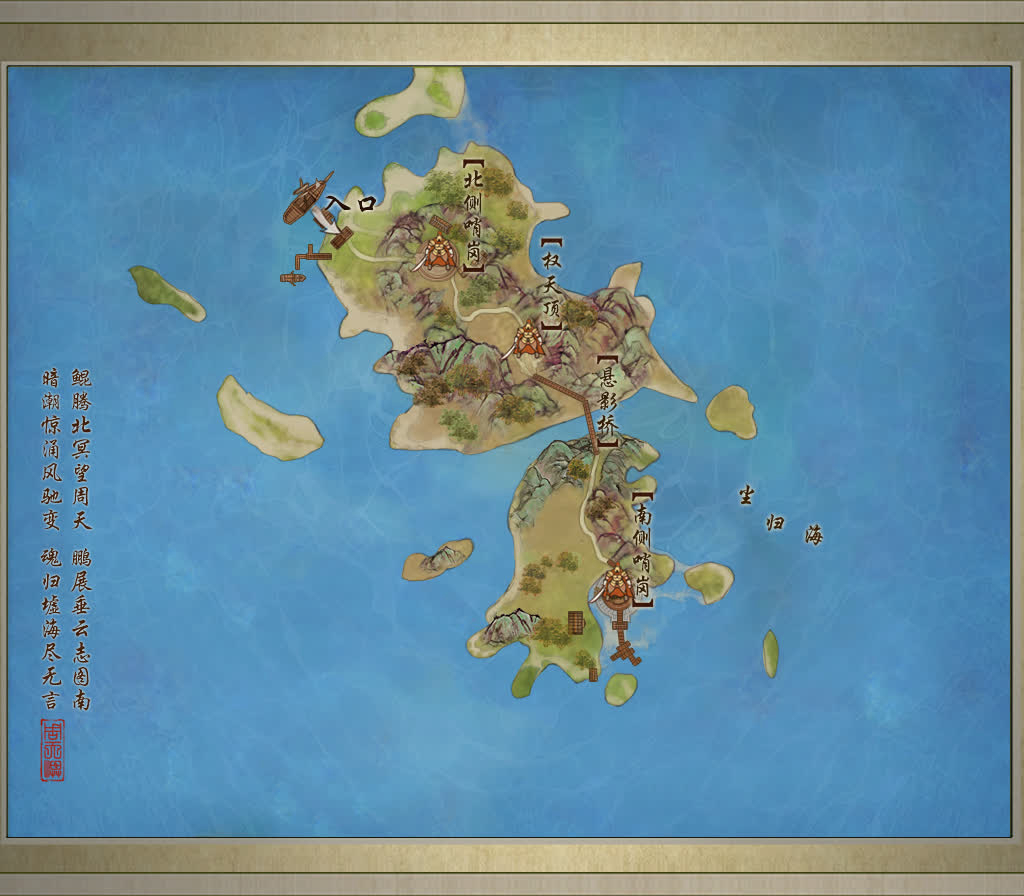 入口
【北侧哨岗】
【权天顶】
【悬影桥】
【南侧哨岗】
尘归海
鲲腾北冥望周天 鹏展垂云志图南
暗潮惊涌风驰变 魂归墟海尽无言